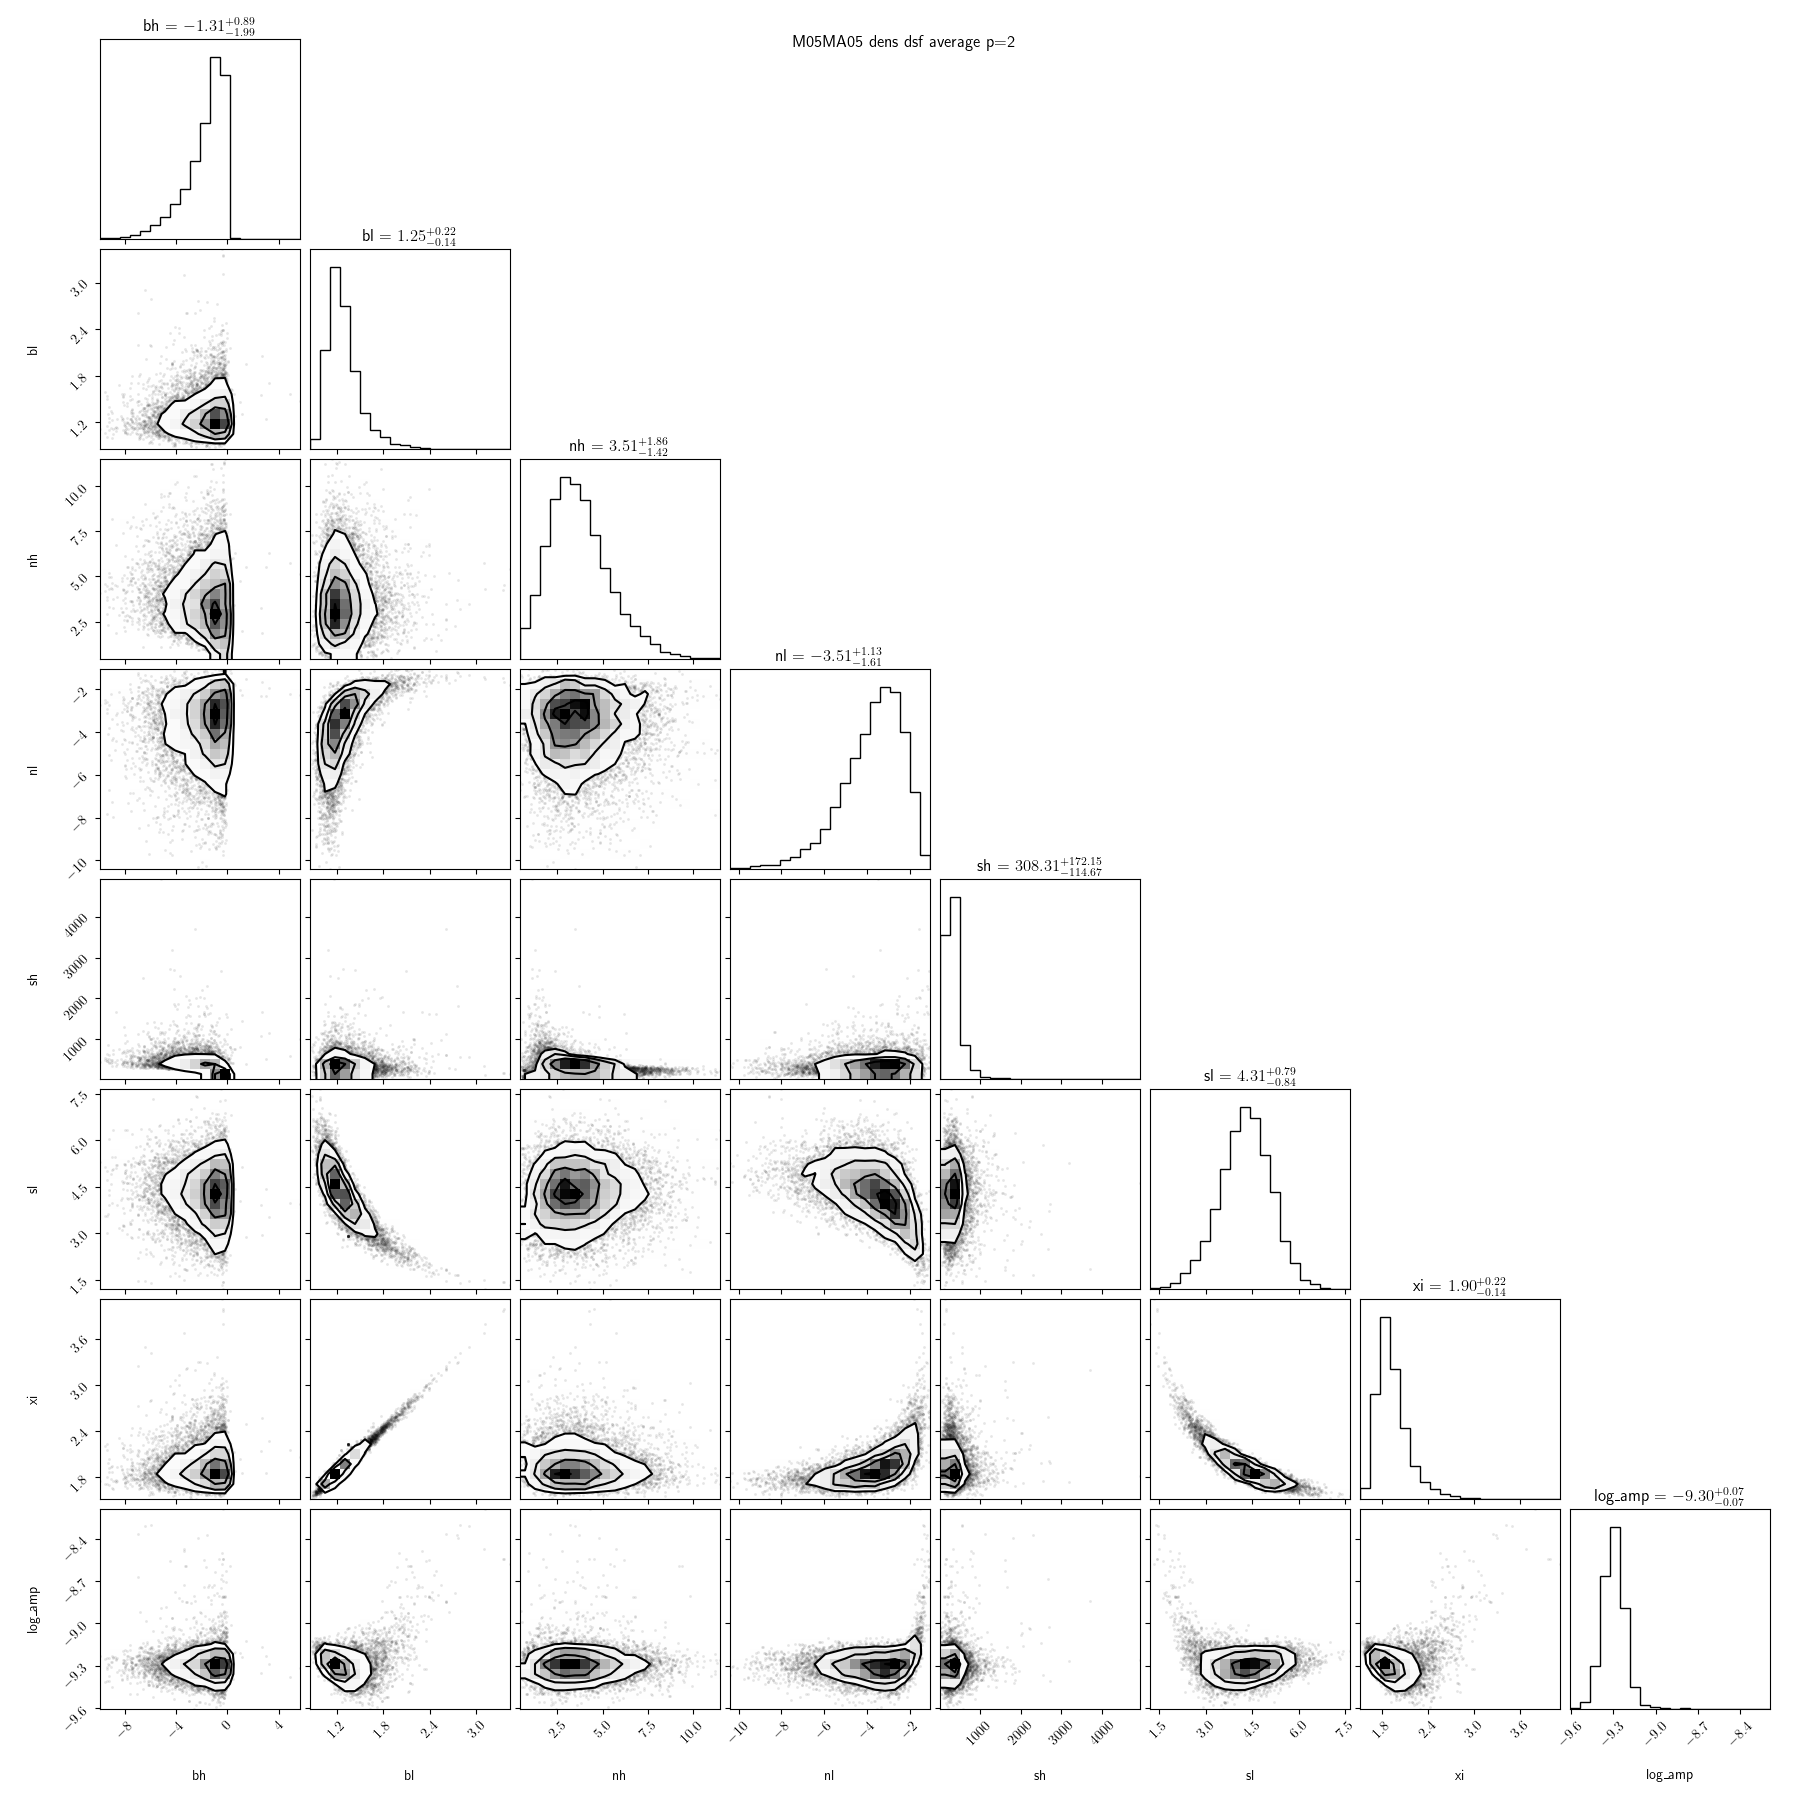 bh = −1.31 +0.89 −1.99
M05MA05 dens dsf average p=2
bl = 1.25 +0.22 −0.14
3.0
2.4
1.8
1.2
bl
nh = 3.51 +1.86 −1.42
10.0
7.5
5.0
2.5
nh
nl = −3.51 +1.13 −1.61
−2
−4
−6
−8
−10
nl
sh = 308.31 +172.15 −114.67
4000
3000
2000
1000
sh
sl = 4.31 +0.79 −0.84
7.5
6.0
4.5
3.0
1.5
sl
xi = 1.90 +0.22 −0.14
3.6
3.0
2.4
1.8
xi
log_amp = −9.30 +0.07 −0.07
−8.4
−8.7
−9.0
−9.3
−9.6
log_amp
−8 −4 0 4 1.2 1.8 2.4 3.0 2.5 5.0 7.5 10.0 −10 −8 −6 −4 −2 1000 2000 3000 4000 1.5 3.0 4.5 6.0 7.5 1.8 2.4 3.0 3.6 −9.6 −9.3 −9.0 −8.7 −8.4
bh bl nh nl sh sl xi log_amp